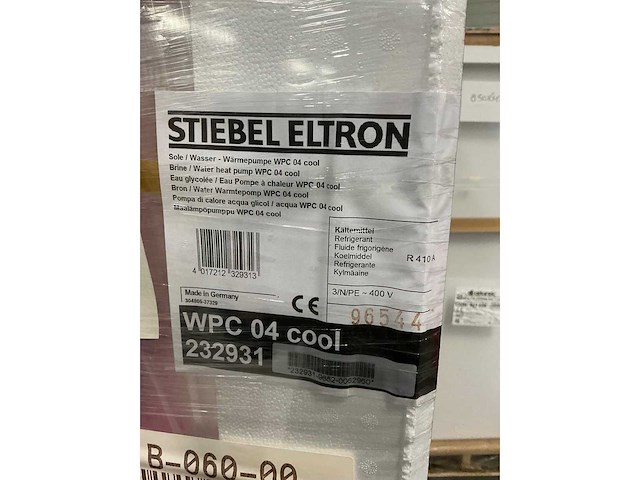 STIEBEL ELTRON
Sole / Wasser - Wärmepumpe WPC 04 cool
Brine / Water heat pump WPC 04 cool
Eau glycolée / Eau Pompe à chaleur WPC 04 cool
Bron / Water Warmtepomp WPC 04 cool
Pompa di calore acqua glicol / acqua WPC 04 cool
Maalämpöpumppu WPC 04 cool
Kältemittel
Refrigerant
Fluide frigorigène
Koelmiddel
Refrigerante
Kylmäaine
R 410 A
4 017212 329313
3/N/PE ~ 400 V
Made in Germany
CE
96544
WPC 04 cool
232931
B-060-00